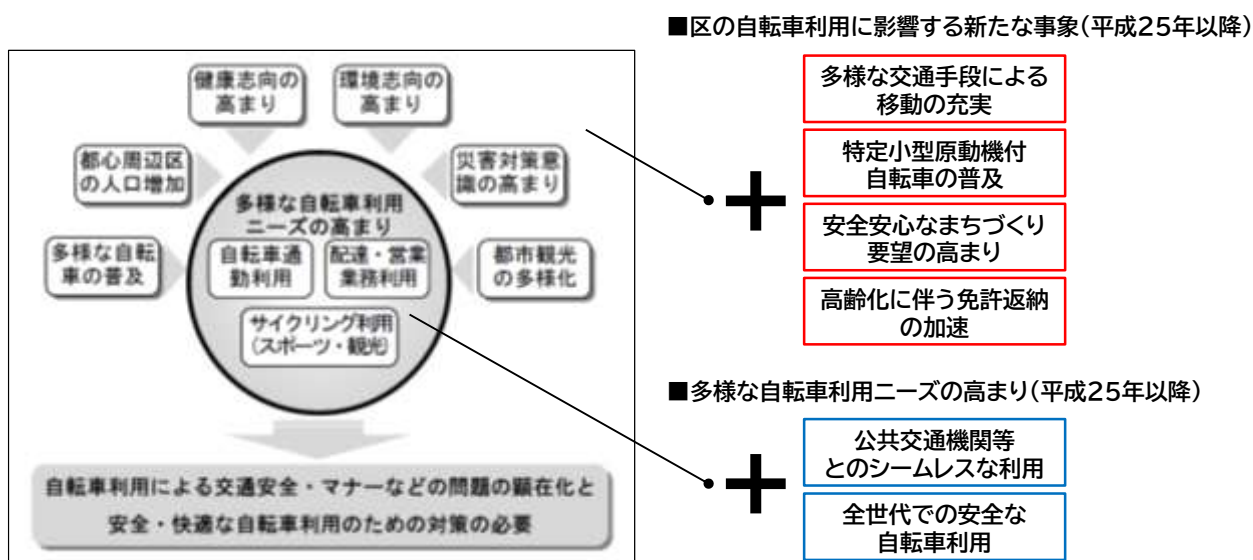 健康志向の
高まり
環境志向の
高まり
都心周辺区
の人口増加
災害対策意
識の高まり
多様な自転
車の普及
都市観光
の多様化
多様な自転車利用
ニーズの高まり
自転車通
勤利用
配達・営業
業務利用
サイクリング利用
(スポーツ・観光)
自転車利用による交通安全・マナーなどの問題の顕在化と
安全・快適な自転車利用のための対策の必要
■区の自転車利用に影響する新たな事象(平成25年以降)
多様な交通手段による
移動の充実
特定小型原動機付
自転車の普及
安全安心なまちづくり
要望の高まり
高齢化に伴う免許返納
の加速
■多様な自転車利用ニーズの高まり(平成25年以降)
公共交通機関等
とのシームレスな利用
全世代での安全な
自転車利用